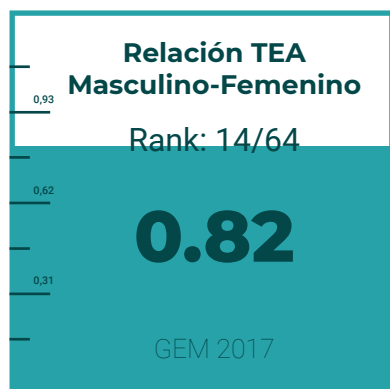 Relación TEA
Masculino-Femenino
0,93
Rank: 14/64
0,62
0.82
0,31
GEM 2017